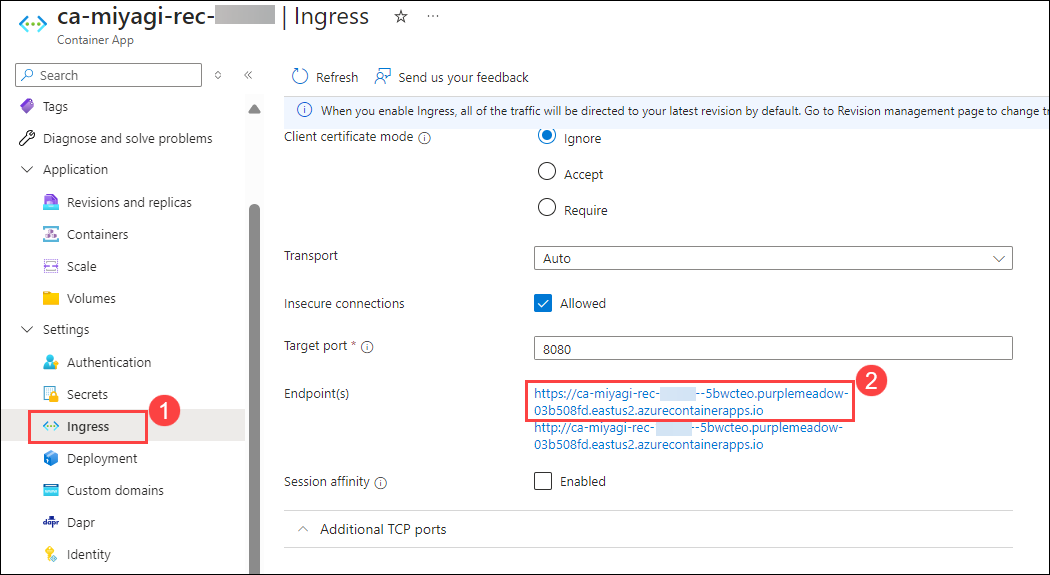 ca-miyagi-rec- | Ingress
Container App
Search
Refresh
Send us your feedback
Tags
Diagnose and solve problems
Application
Revisions and replicas
Containers
Scale
Volumes
Settings
Authentication
Secrets
Ingress
1
Deployment
Custom domains
Dapr
Identity
When you enable Ingress, all of the traffic will be directed to your latest revision by default. Go to Revision management page to change
Client certificate mode
Ignore
Accept
Require
Transport
Auto
Insecure connections
Allowed
Target port *
8080
Endpoint(s)
https://ca-miyagi-rec- --5bwcteo.purplemeadow-
03b508fd.eastus2.azurecontainerapps.io
2
http://ca-miyagi-rec- --5bwcteo.purplemeadow-
03b508fd.eastus2.azurecontainerapps.io
Session affinity
Enabled
Additional TCP ports